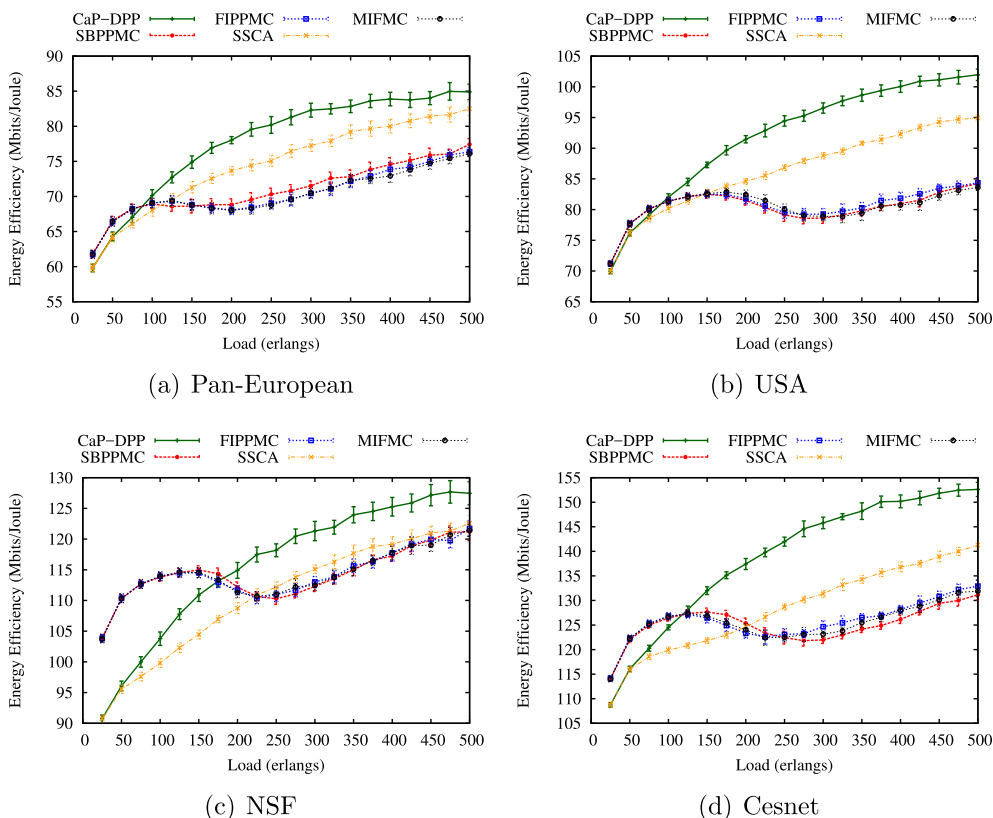 CaP-DPP FIPPMC MIFMC
SBPPMC SSCA
Energy Efficiency (Mbits/Joule)
90
85
80
75
70
65
60
55
0 50 100 150 200 250 300 350 400 450 500
Load (erlangs)
(a) Pan-European
CaP-DPP FIPPMC MIFMC
SBPPMC SSCA
Energy Efficiency (Mbits/Joule)
105
100
95
90
85
80
75
70
65
0 50 100 150 200 250 300 350 400 450 500
Load (erlangs)
(b) USA
CaP-DPP FIPPMC MIFMC
SBPPMC SSCA
Energy Efficiency (Mbits/Joule)
130
125
120
115
110
105
100
95
90
0 50 100 150 200 250 300 350 400 450 500
Load (erlangs)
(c) NSF
CaP-DPP FIPPMC MIFMC
SBPPMC SSCA
Energy Efficiency (Mbits/Joule)
155
150
145
140
135
130
125
120
115
110
105
0 50 100 150 200 250 300 350 400 450 500
Load (erlangs)
(d) Cesnet